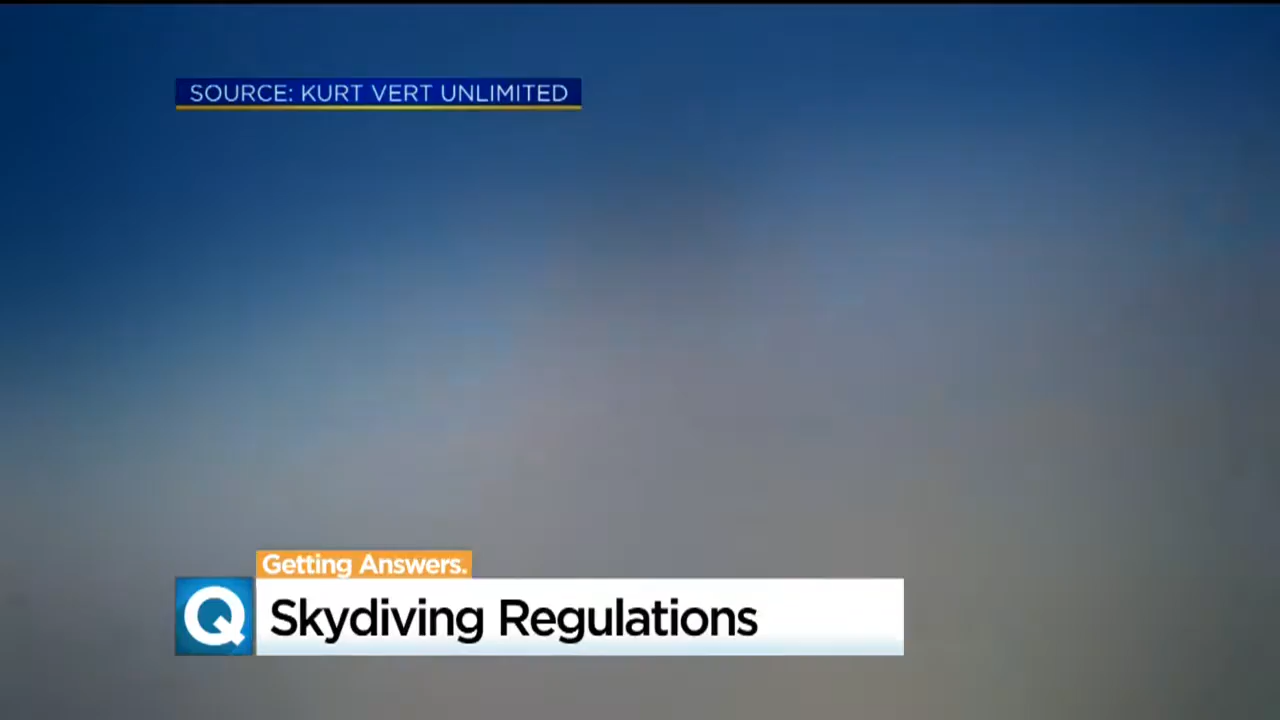 SOURCE: KURT VERT UNLIMITED
Getting Answers.
Q
Skydiving Regulations